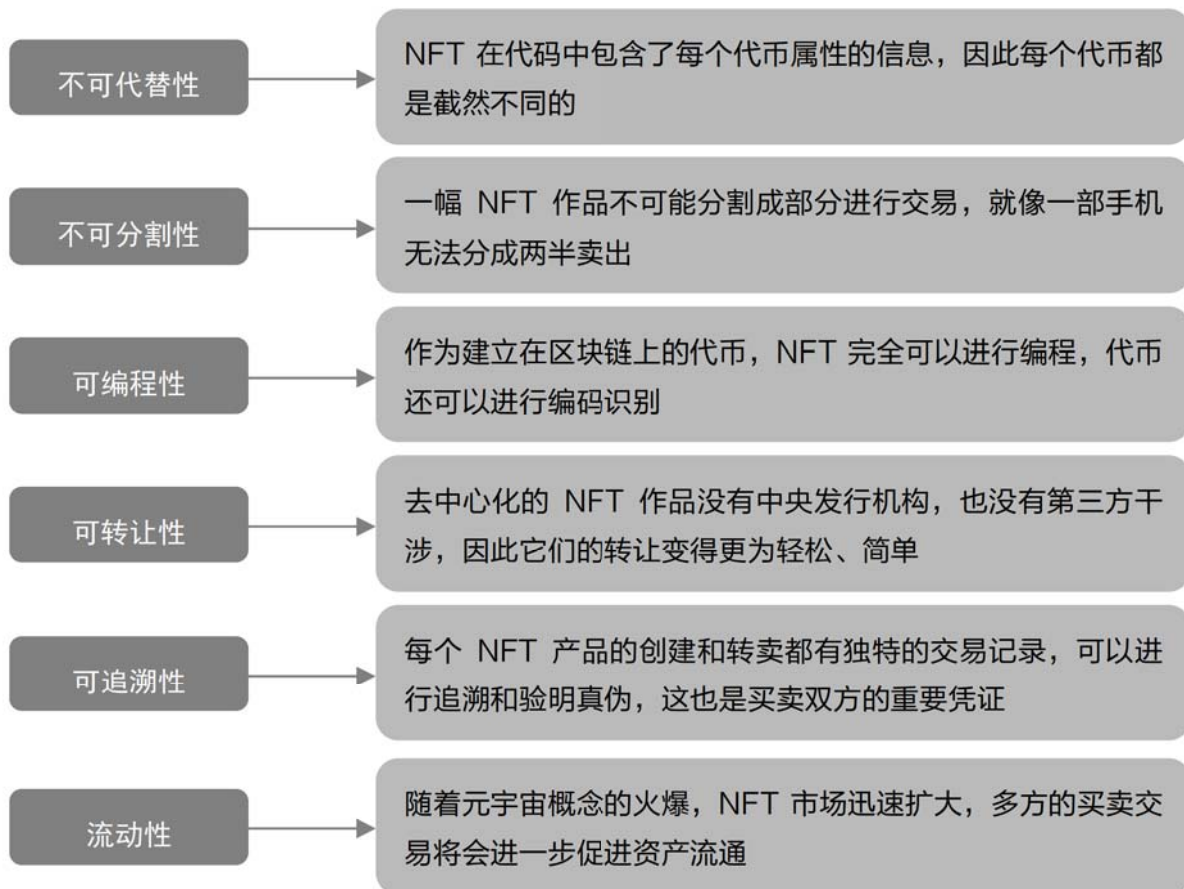 不可代替性
NFT 在代码中包含了每个代币属性的信息，因此每个代币都
是截然不同的
不可分割性
一幅 NFT 作品不可能分割成部分进行交易，就像一部手机
无法分成两半卖出
可编程性
作为建立在区块链上的代币，NFT 完全可以进行编程，代币
还可以进行编码识别
可转让性
去中心化的 NFT 作品没有中央发行机构，也没有第三方干
涉，因此它们的转让变得更为轻松、简单
可追溯性
每个 NFT 产品的创建和转卖都有独特的交易记录，可以进
行追溯和验明真伪，这也是买卖双方的重要凭证
流动性
随着元宇宙概念的火爆，NFT 市场迅速扩大，多方的买卖交
易将会进一步促进资产流通